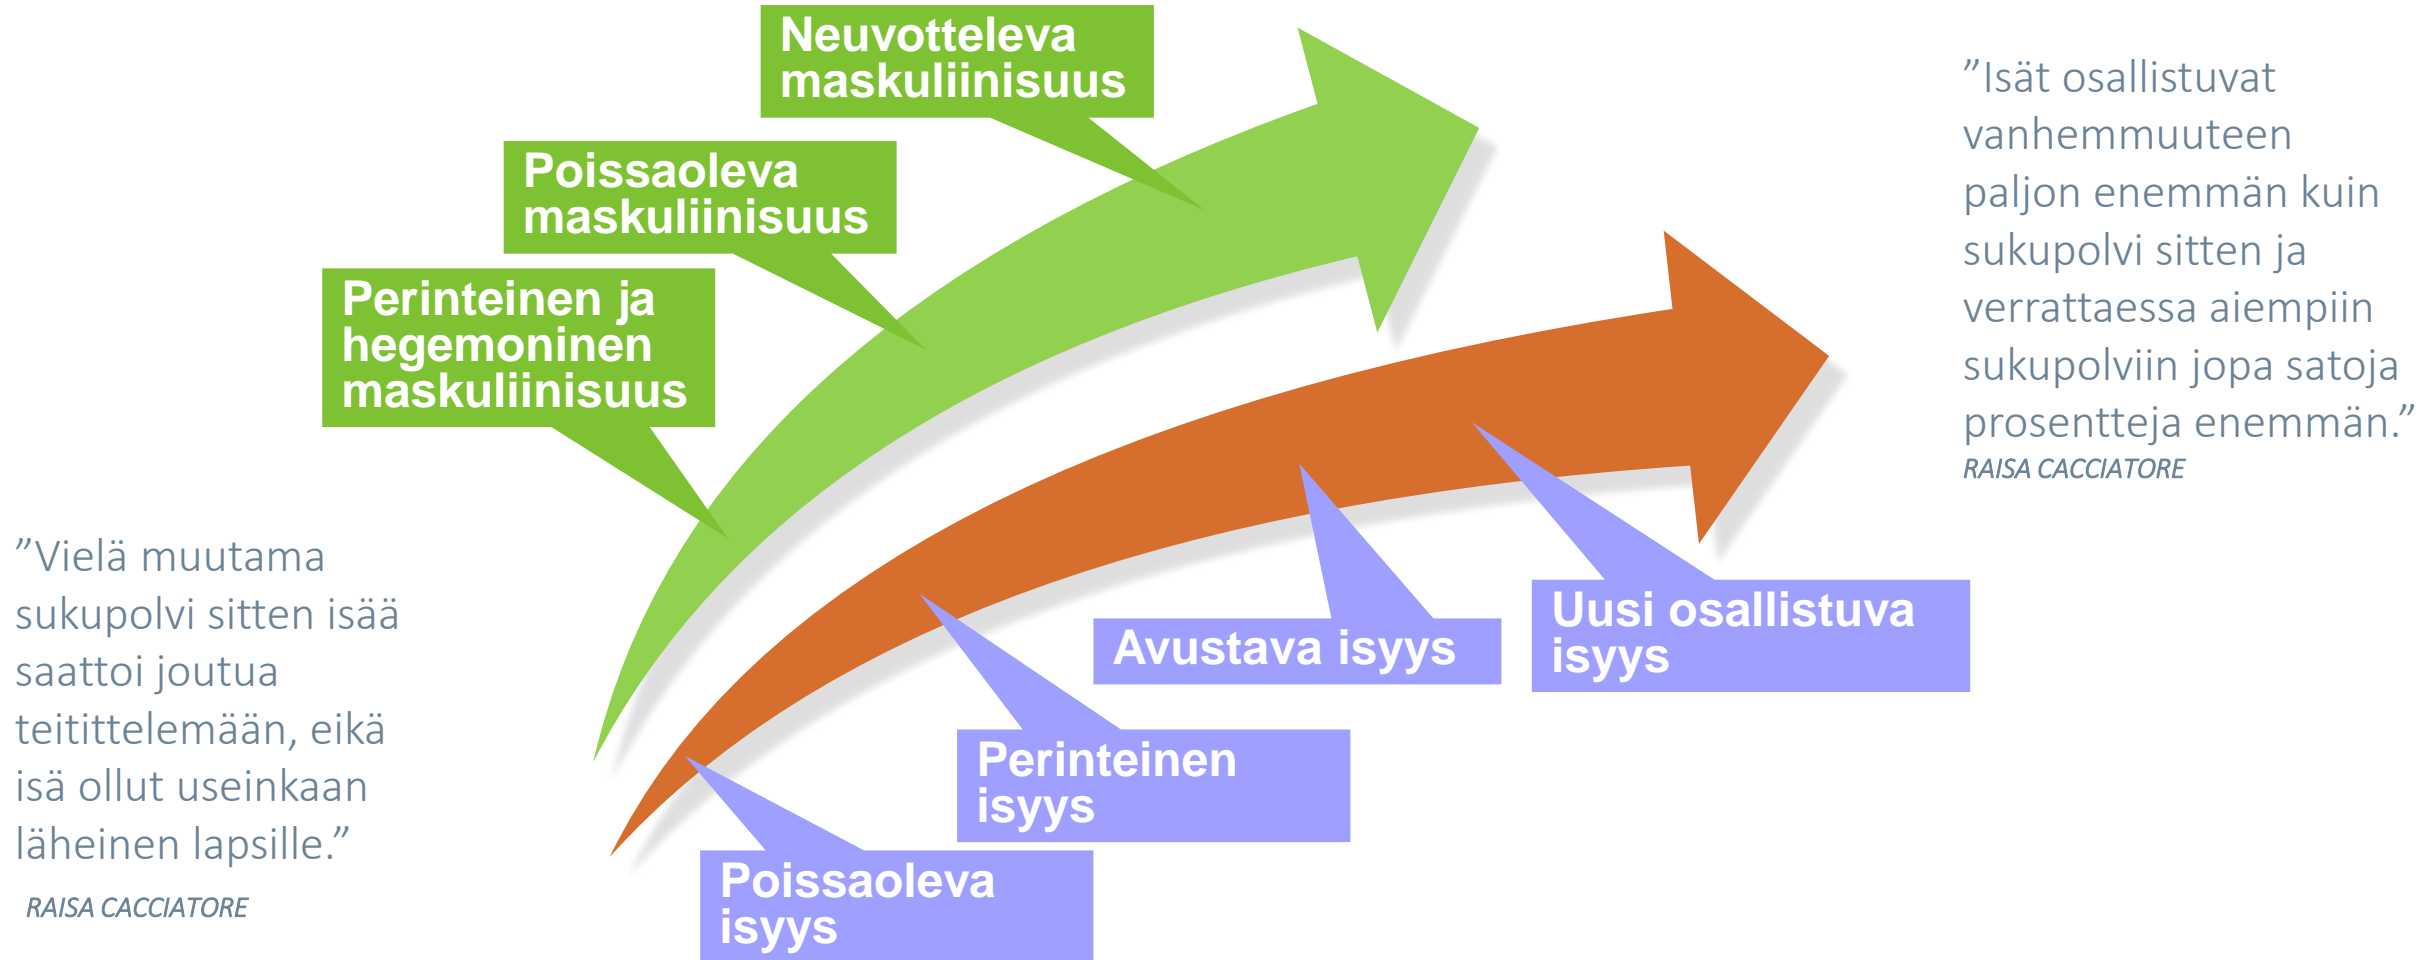 Neuvotteleva
maskuliinisuus
Poissaoleva
maskuliinisuus
Perinteinen ja
hegemoninen
maskuliinisuus
”Isät osallistuvat
vanhemmuuteen
paljon enemmän kuin
sukupolvi sitten ja
verrattaessa aiempiin
sukupolviin jopa satoja
prosentteja enemmän.”
RAISA CACCIATORE
”Vielä muutama
sukupolvi sitten isää
saattoi joutua
teitittelemään, eikä
isä ollut useinkaan
läheinen lapsille.”
RAISA CACCIATORE
Uusi osallistuva
isyys
Avustava isyys
Perinteinen
isyys
Poissaoleva
isyys